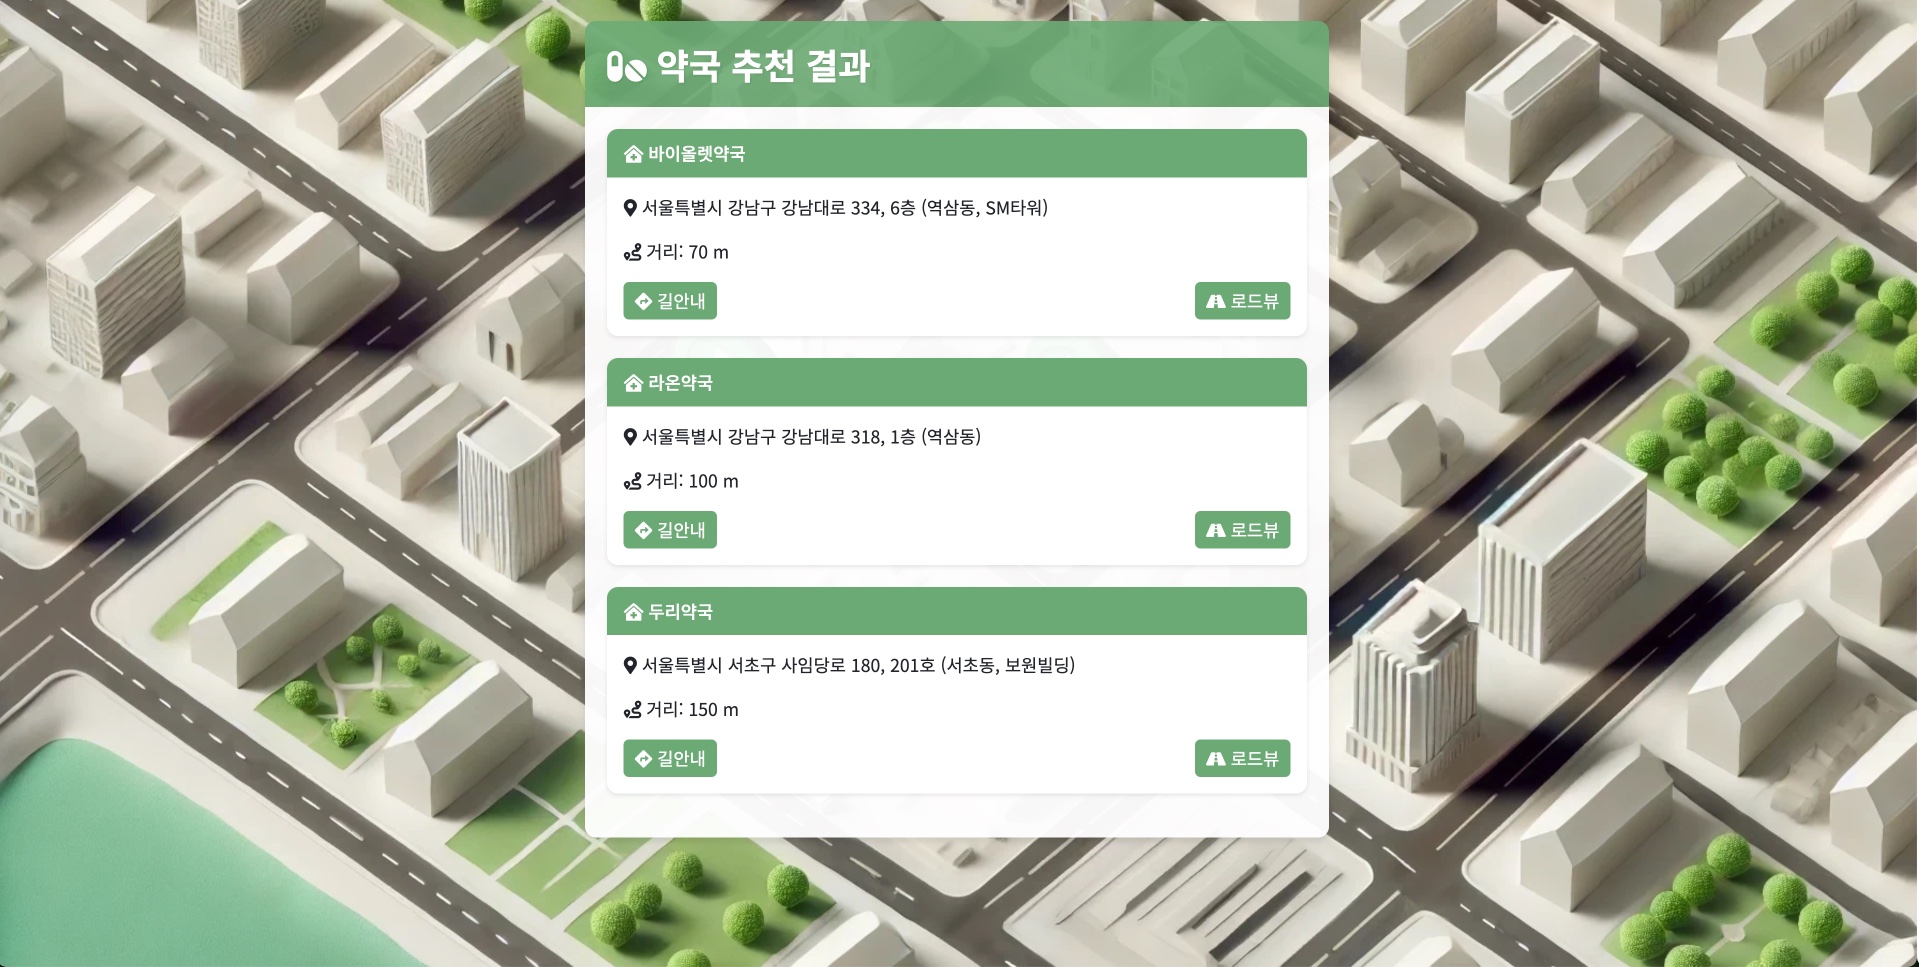 약국 추천 결과
바이올렛약국
서울특별시 강남구 강남대로 334, 6층 (역삼동, SM타워)
거리: 70 m
길안내 로드뷰
라온약국
서울특별시 강남구 강남대로 318, 1층 (역삼동)
거리: 100 m
길안내 로드뷰
두리약국
서울특별시 서초구 사임당로 180, 201호 (서초동, 보원빌딩)
거리: 150 m
길안내 로드뷰